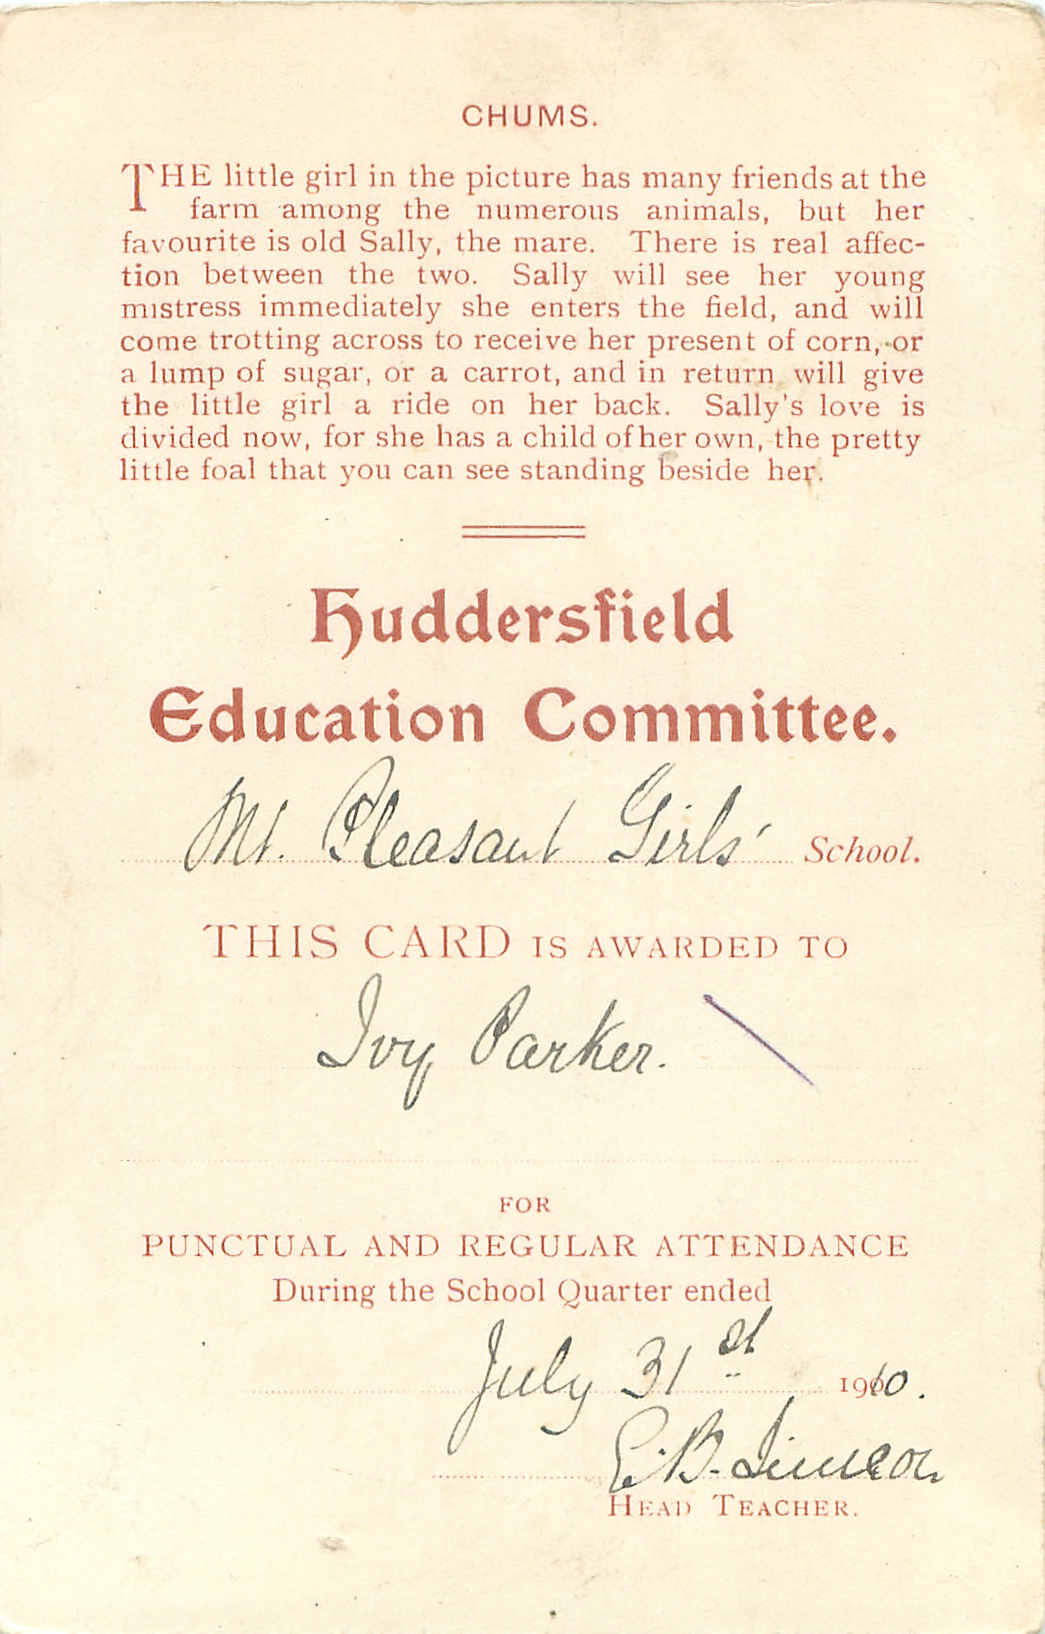 CHUMS.
THE little girl in the picture has many friends at the
farm among the numerous animals, but her
favourite is old Sally, the mare. There is real affec-
tion between the two. Sally will see her young
mistress immediately she enters the field, and will
come trotting across to receive her present of corn, or
a lump of sugar, or a carrot, and in return will give
the little girl a ride on her back. Sally's love is
divided now, for she has a child of her own, the pretty
little foal that you can see standing beside her.
Huddersfield
Education Committee.
Mt. Pleasant Girls' School.
THIS CARD IS AWARDED TO
Ivy Parker.
FOR
PUNCTUAL AND REGULAR ATTENDANCE
During the School Quarter ended
July 31st 1910.
E. B. Simeon
HEAD TEACHER.